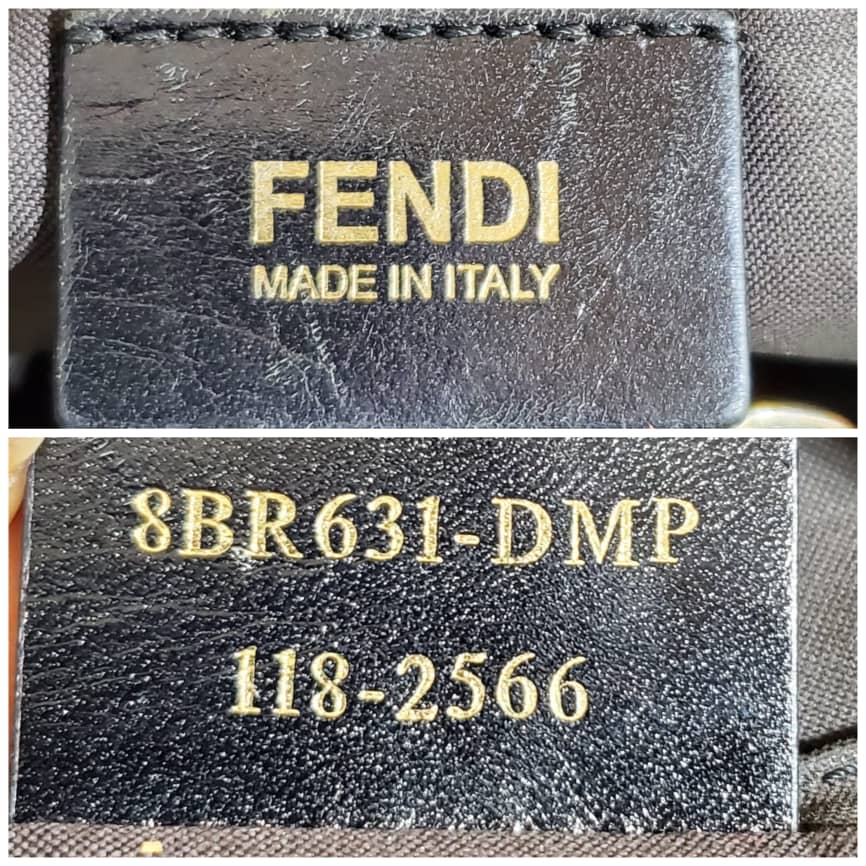 FENDI
MADE IN ITALY
8BR631-DMP
118-2566